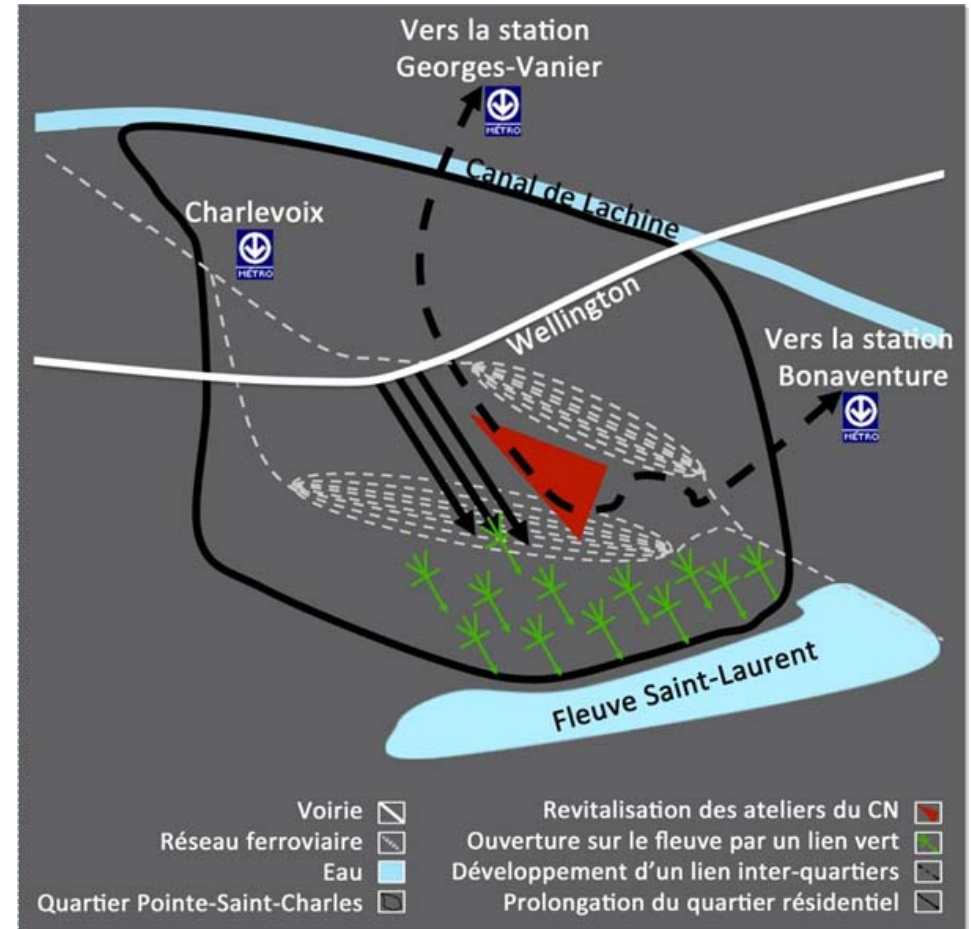 Vers la station
Georges-Vanier
MÉTRO
Canal de Lachine
Charlevoix
MÉTRO
Wellington
Vers la station
Bonaventure
MÉTRO
Fleuve Saint-Laurent
Voirie
Réseau ferroviaire
Eau
Quartier Pointe-Saint-Charles
Revitalisation des ateliers du CN
Ouverture sur le fleuve par un lien vert
Développement d'un lien inter-quartiers
Prolongation du quartier résidentiel